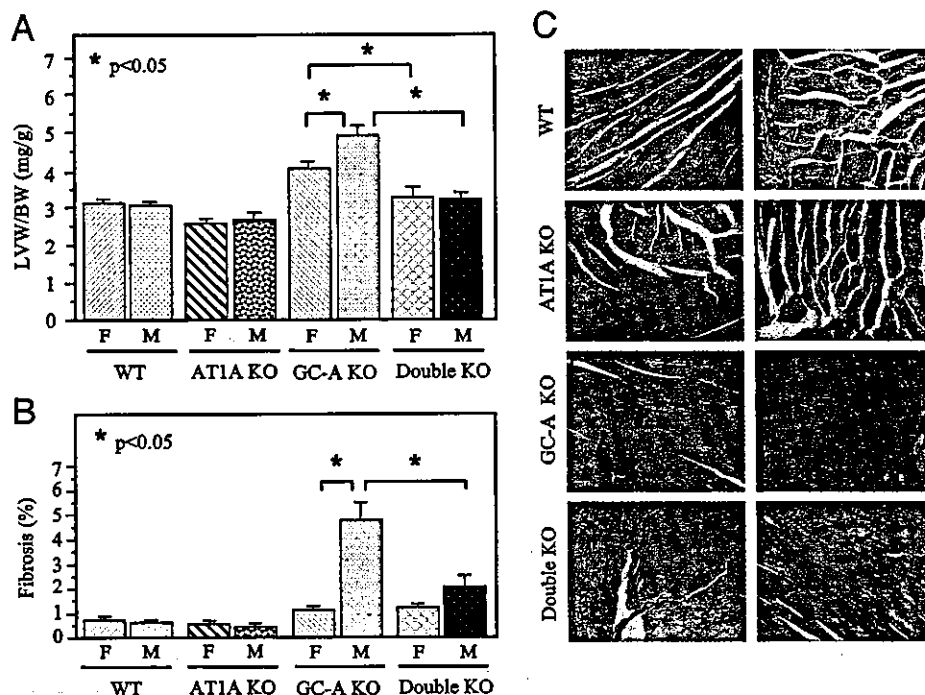 A
* p<0.05
LVW/BW (mg/g)
7
6
5
4
3
2
1
0
* * *
F M F M F M F M
WT AT1A KO GC-A KO Double KO
B
* p<0.05
Fibrosis (%)
7
6
5
4
3
2
1
0
* *
F M F M F M F M
WT AT1A KO GC-A KO Double KO
C
WT
AT1A KO
GC-A KO
Double KO